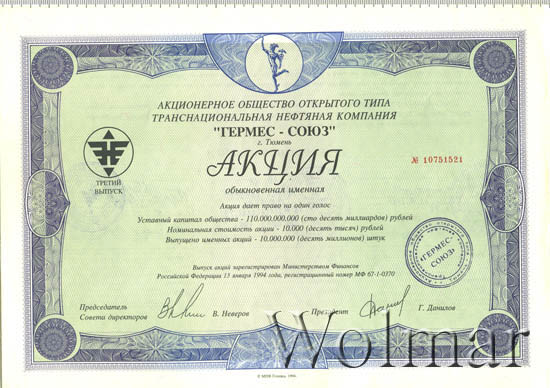 АКЦИОНЕРНОЕ ОБЩЕСТВО ОТКРЫТОГО ТИПА
ТРАНСНАЦИОНАЛЬНАЯ НЕФТЯНАЯ КОМПАНИЯ
"ГЕРМЕС - СОЮЗ"
г. Тюмень
АКЦИЯ
обыкновенная именная
ТРЕТИЙ
ВЫПУСК
№ 10751521
Акция дает право на один голос
Уставный капитал общества - 110.000.000.000 (сто десять миллиардов) рублей
Номинальная стоимость акции - 10.000 (десять тысяч) рублей
Выпущено именных акций - 10.000.000 (десять миллионов) штук
"ГЕРМЕС-
СОЮЗ"
Выпуск акций зарегистрирован Министерством Финансов
Российской Федерации 13 января 1994 года, регистрационный номер МФ 67-1-0370
Председатель
Совета директоров
В. Неверов
Президент
Г. Данилов
Wolmar